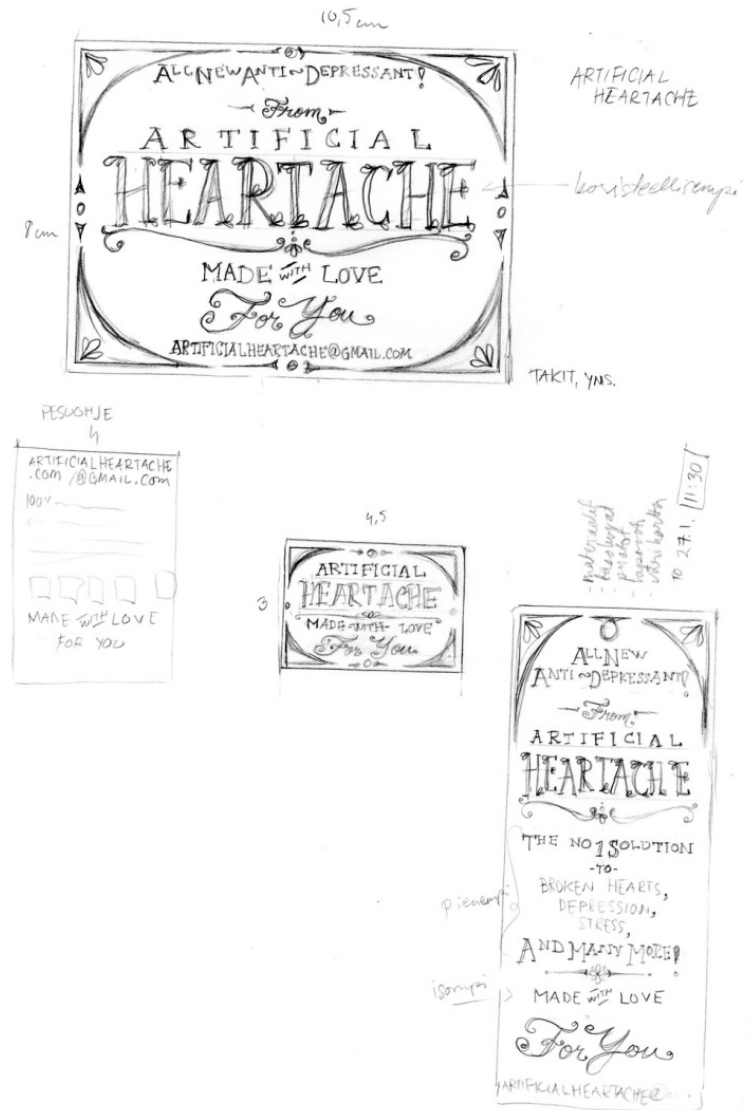 10,5 cm
ALL NEW ANTI~DEPRESSANT!
From
ARTIFICIAL
HEARTACHE
MADE WITH LOVE
For You
ARTIFICIALHEARTACHE@GMAIL.COM
8 cm
ARTIFICIAL
HEARTACHE
koristeellisempi
TAKIT, YNS.
PESUOHJE
ARTIFICIALHEARTACHE
.COM /@GMAIL.COM
100%
MADE WITH LOVE
FOR YOU
4,5
3
ARTIFICIAL
HEARTACHE
MADE WITH LOVE
For You
- materiaalit
- tasokuvat
- värikartta
TO 27.1. 11:30
ALL NEW
ANTI~DEPRESSANT!
From
ARTIFICIAL
HEARTACHE
THE NO 1 SOLUTION
-TO-
BROKEN HEARTS,
DEPRESSION,
STRESS,
AND MANY MORE!
MADE WITH LOVE
For You
ARTIFICIALHEARTACHE@
pienempi
isompi